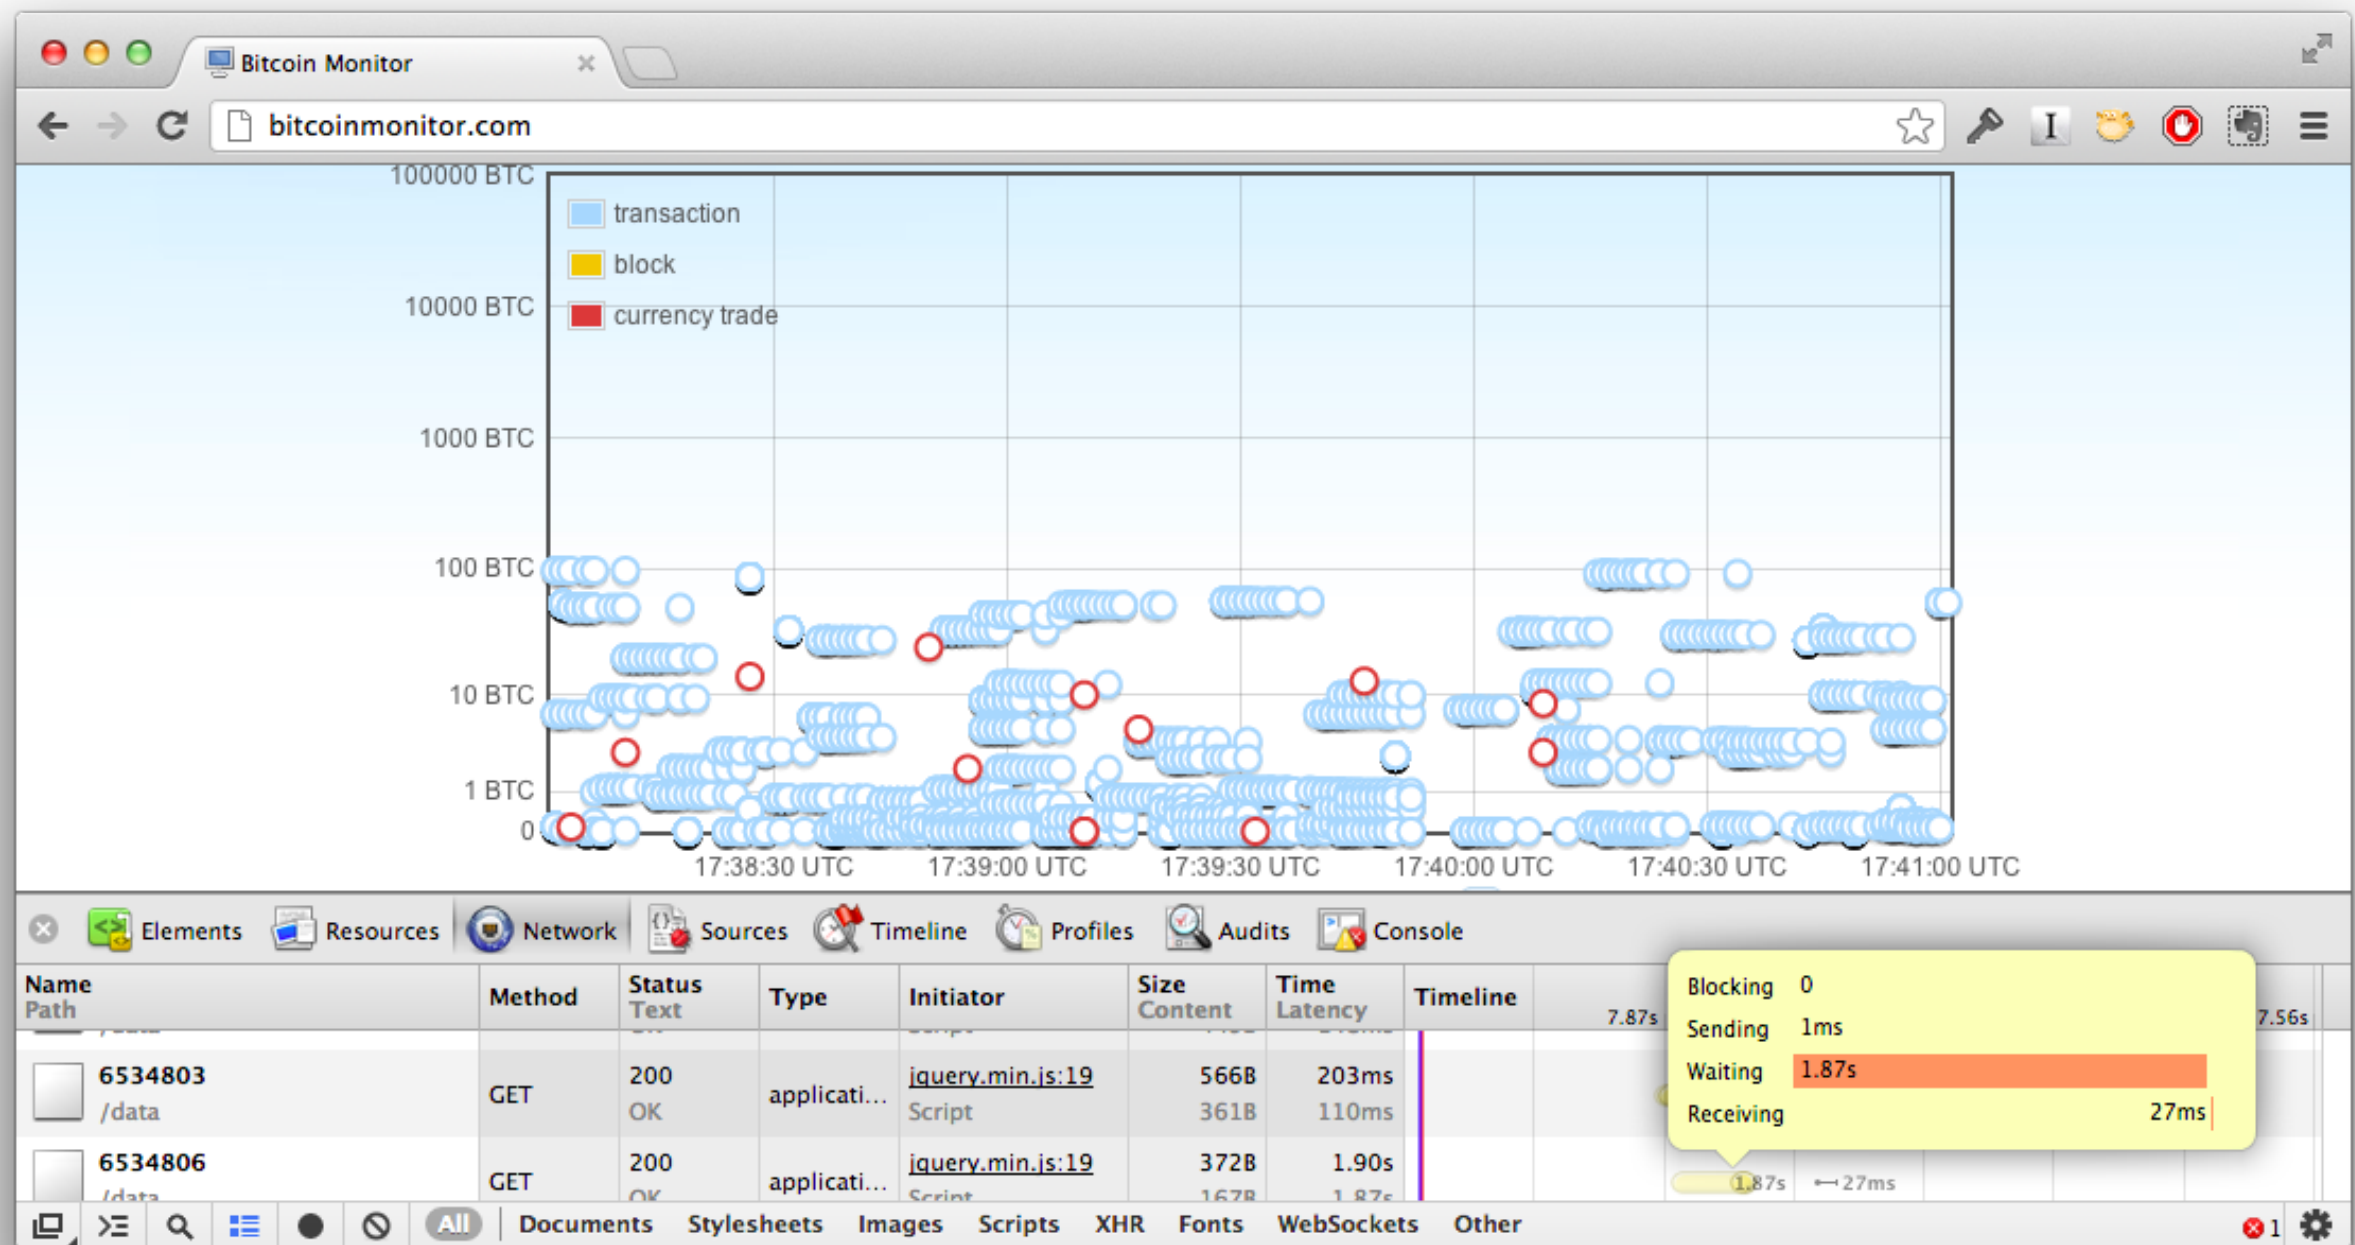 Bitcoin Monitor
bitcoinmonitor.com
I
100000 BTC
transaction
block
10000 BTC
currency trade
1000 BTC
100 BTC
10 BTC
1 BTC
0
17:38:30 UTC 17:39:00 UTC 17:39:30 UTC 17:40:00 UTC 17:40:30 UTC 17:41:00 UTC
Elements Resources Network Sources Timeline Profiles Audits Console
Name Method Status Type Initiator Size Time Timeline
Path Text Content Latency 7.87s 7.56s
Blocking 0
Sending 1ms
Waiting 1.87s
Receiving 27ms
6534803 GET 200 applicati... jquery.min.js:19 566B 203ms
/data OK Script 361B 110ms
6534806 GET 200 applicati... jquery.min.js:19 372B 1.90s
/data OK Script 167B 1.87s
1.87s 27ms
All Documents Stylesheets Images Scripts XHR Fonts WebSockets Other 1